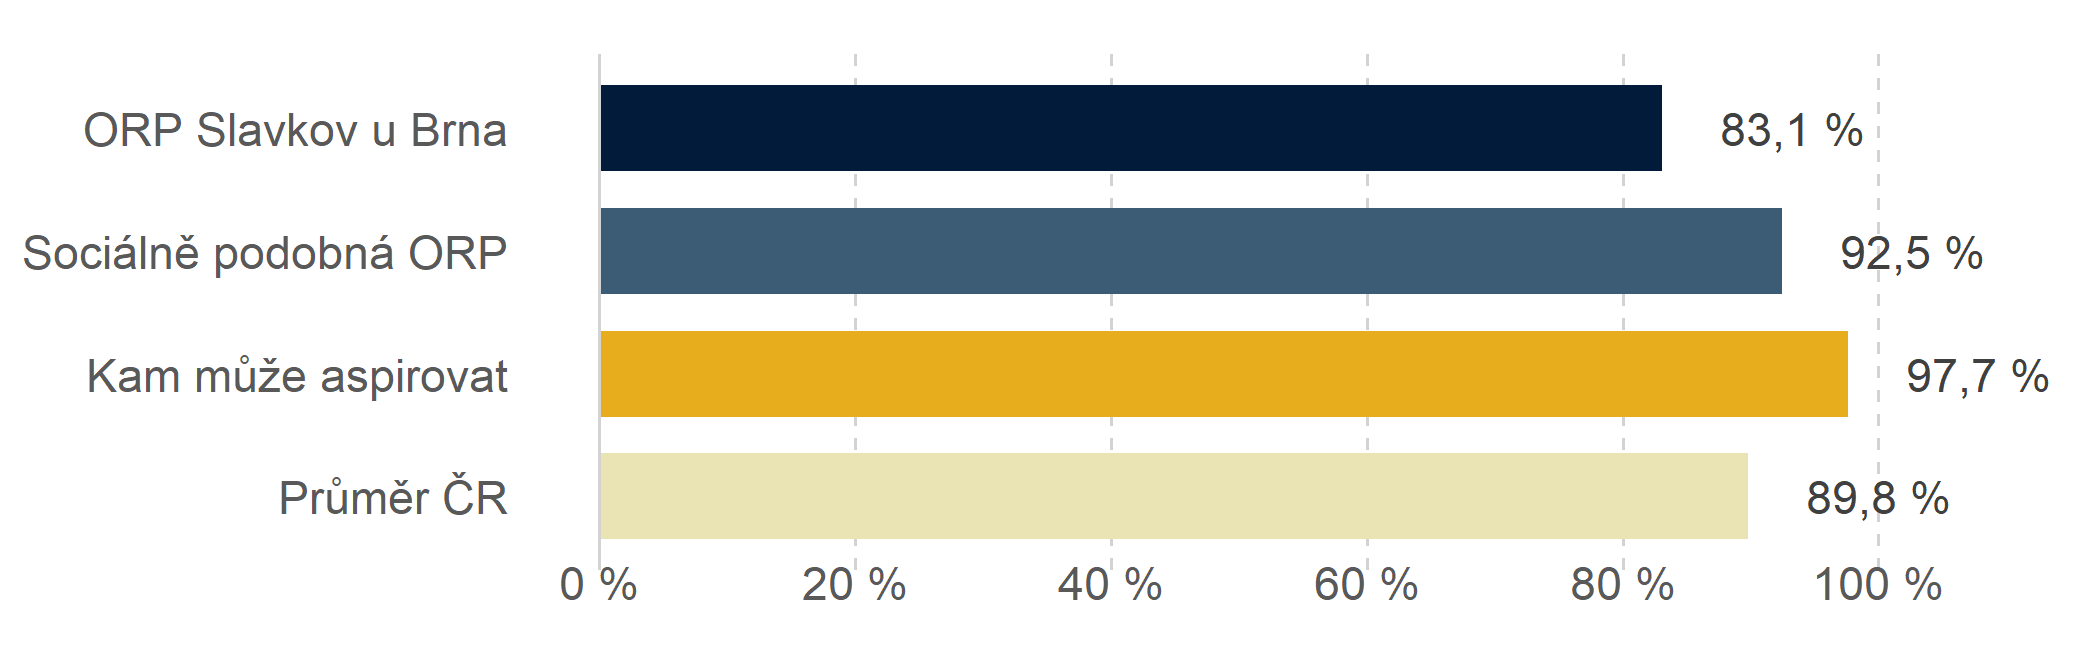 ORP Slavkov u Brna 83,1 %
Sociálně podobná ORP 92,5 %
Kam může aspirovat 97,7 %
Průměr ČR 89,8 %
0 % 20 % 40 % 60 % 80 % 100 %